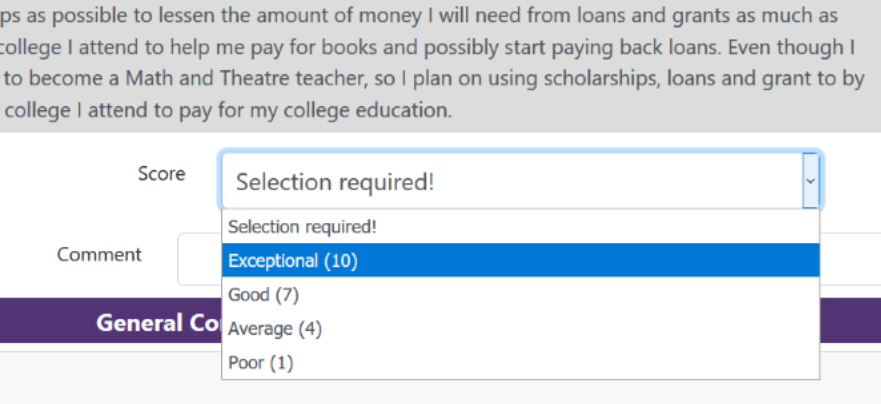 ps as possible to lessen the amount of money I will need from loans and grants as much as
college I attend to help me pay for books and possibly start paying back loans. Even though I
to become a Math and Theatre teacher, so I plan on using scholarships, loans and grant to by
college I attend to pay for my college education.
Score
Selection required!
Selection required!
Comment
Exceptional (10)
Good (7)
General Co
Average (4)
Poor (1)